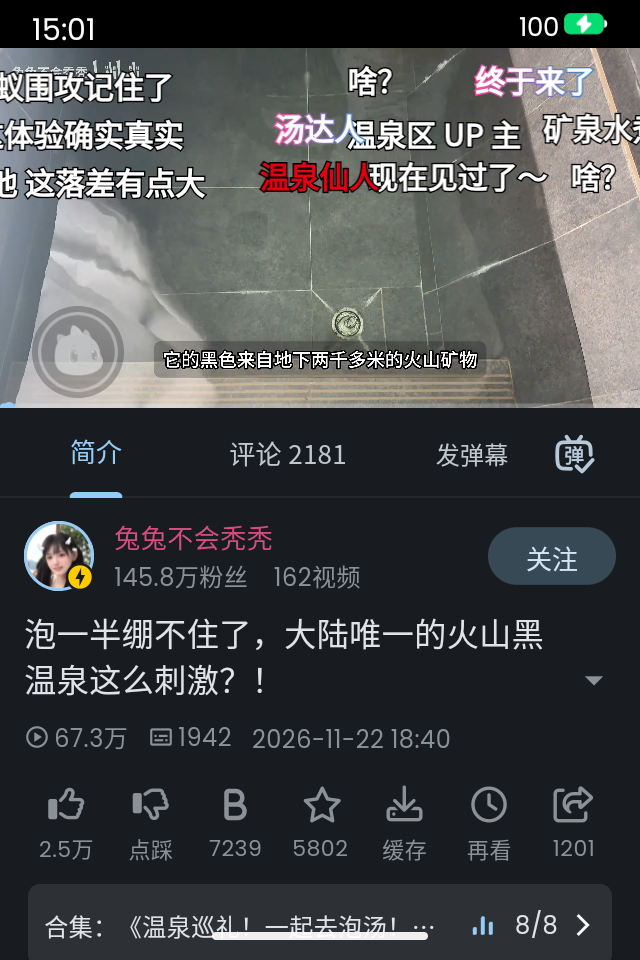 15:01
100
蚁围攻记住了
啥?
终于来了
体验确实真实
汤达人
温泉区 UP 主
矿泉水
他 这落差有点大
温泉仙人
现在见过了～
啥?
它的黑色来自地下两千多米的火山矿物
简介
评论 2181
发弹幕
弹
兔兔不会秃秃
145.8万粉丝 162视频
关注
泡一半绷不住了，大陆唯一的火山黑
温泉这么刺激？！
67.3万 1942 2026-11-22 18:40
2.5万 点踩 7239 5802 缓存 再看 1201
合集：《温泉巡礼！一起去泡汤！… 8/8